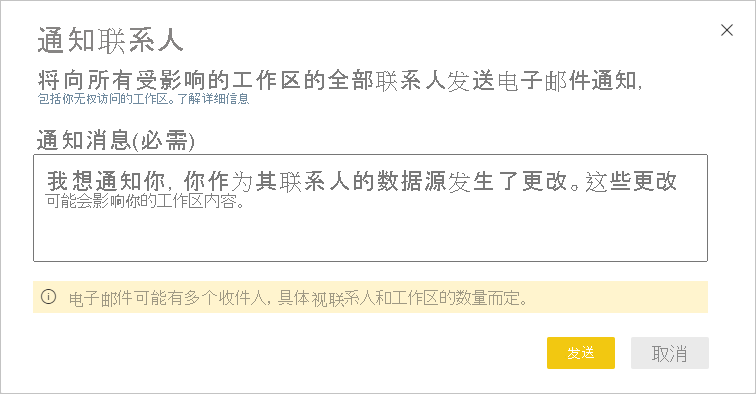 通知联系人
将向所有受影响的工作区的全部联系人发送电子邮件通知,
包括你无权访问的工作区。了解详细信息
通知消息(必需)
我想通知你, 你作为其联系人的数据源发生了更改。这些更改
可能会影响你的工作区内容。
电子邮件可能有多个收件人, 具体视联系人和工作区的数量而定。
发送
取消